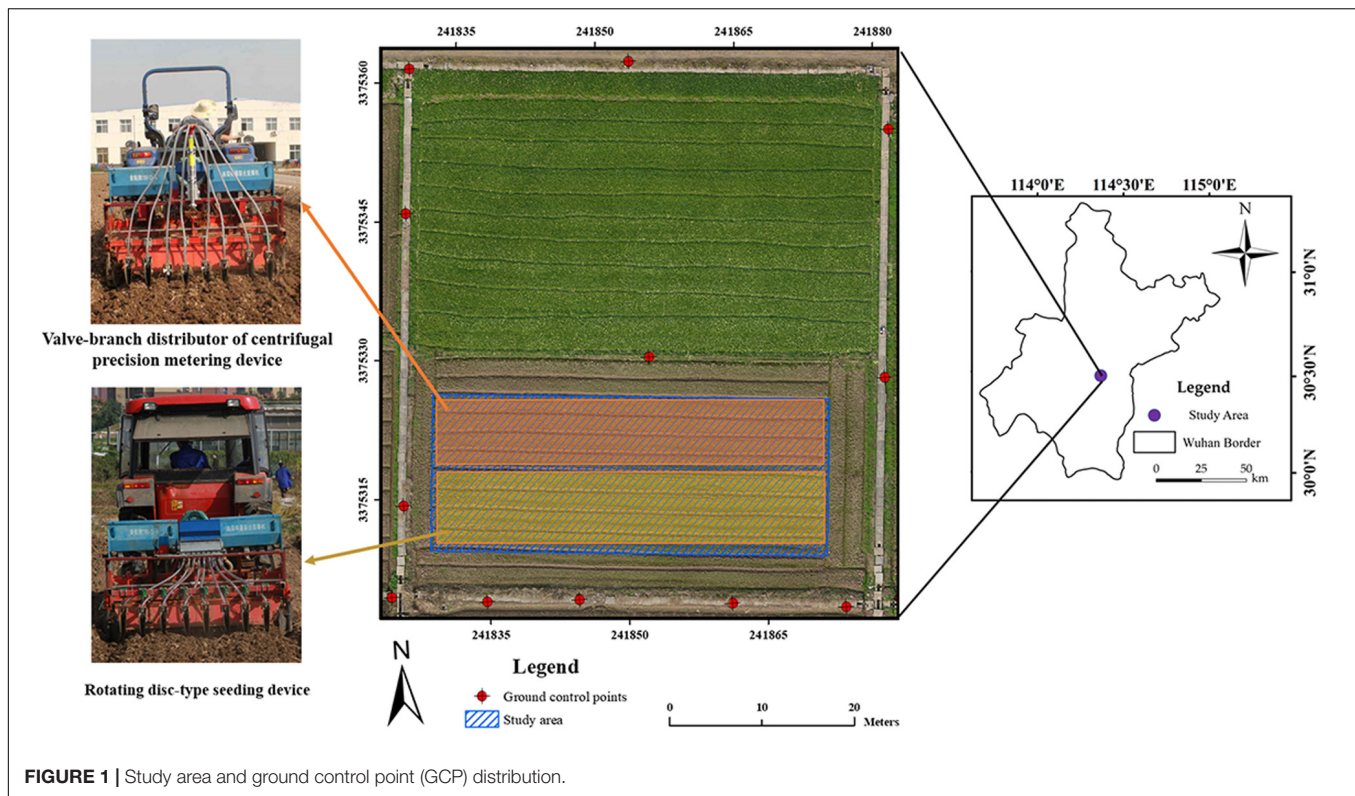 241835 241850 241865 241880
3375360
3375345
3375330
3375315
241835 241850 241865
Valve-branch distributor of centrifugal
precision metering device
Rotating disc-type seeding device
N
Legend
Ground control points
Study area
0 10 20
Meters
114°0'E 114°30'E 115°0'E
N
31°0'N
30°30'N
30°0'N
Legend
Study Area
Wuhan Border
0 25 50
km
FIGURE 1 | Study area and ground control point (GCP) distribution.